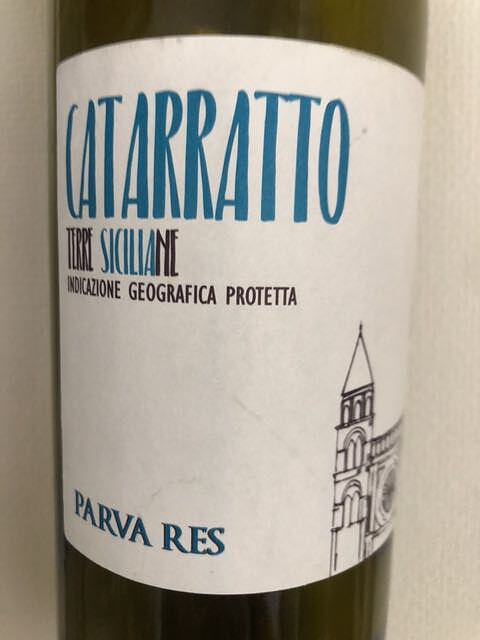 CATARRATTO
TERRE SICILIANE
INDICAZIONE GEOGRAFICA PROTETTA
PARVA RES